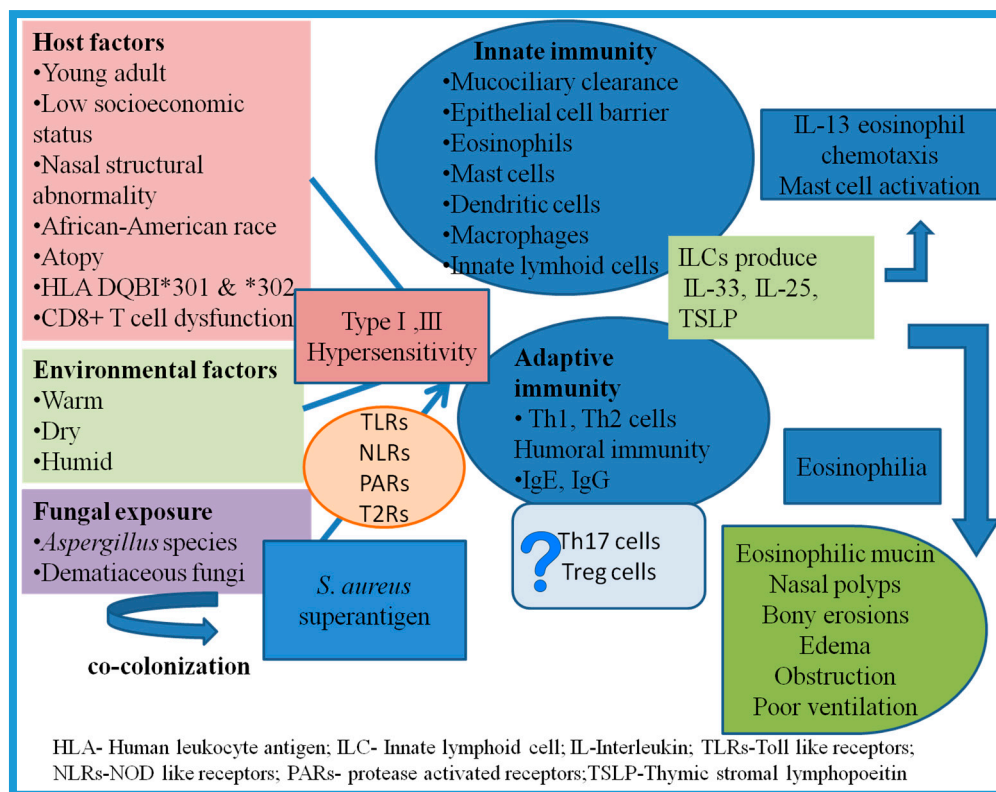 Host factors
•Young adult
•Low socioeconomic
status
•Nasal structural
abnormality
•African-American race
•Atopy
•HLA DQBI*301 & *302
•CD8+ T cell dysfunction
Environmental factors
•Warm
•Dry
•Humid
Fungal exposure
•Aspergillus species
•Dematiaceous fungi
co-colonization
S. aureus
superantigen
TLRs
NLRs
PARs
T2Rs
Type I ,III
Hypersensitivity
Innate immunity
•Mucociliary clearance
•Epithelial cell barrier
•Eosinophils
•Mast cells
•Dendritic cells
•Macrophages
•Innate lymhoid cells
ILCs produce
IL-33, IL-25,
TSLP
IL-13 eosinophil
chemotaxis
Mast cell activation
Adaptive
immunity
• Th1, Th2 cells
Humoral immunity
•IgE, IgG
?
Th17 cells
Treg cells
Eosinophilia
Eosinophilic mucin
Nasal polyps
Bony erosions
Edema
Obstruction
Poor ventilation
HLA- Human leukocyte antigen; ILC- Innate lymphoid cell; IL-Interleukin; TLRs-Toll like receptors;
NLRs-NOD like receptors; PARs- protease activated receptors;TSLP-Thymic stromal lymphopoeitin